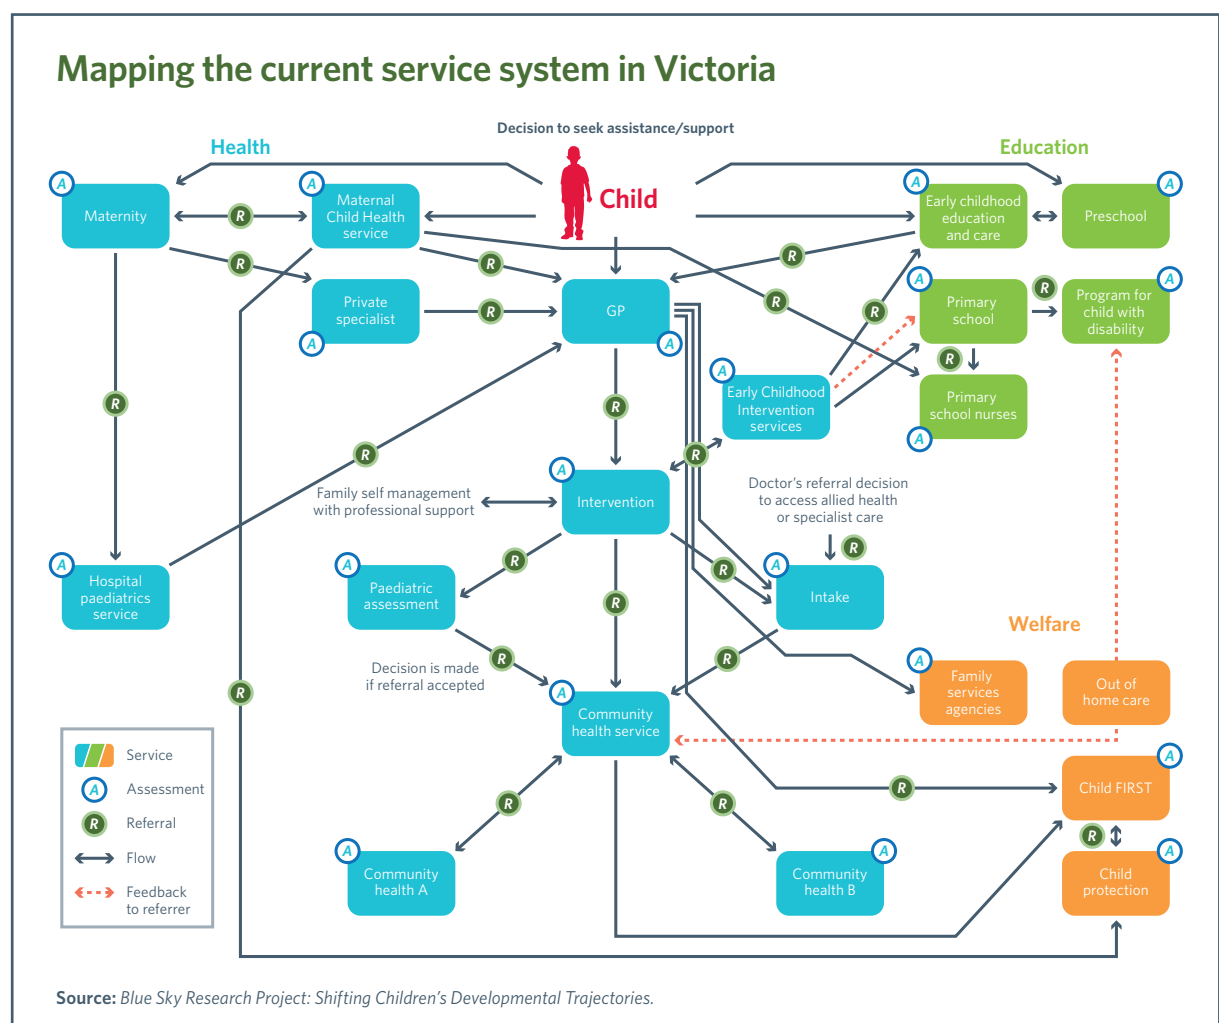 Mapping the current service system in Victoria
Decision to seek assistance/support
Health
Education
Child
A
Maternity
R
A
Maternal
Child Health
service
A
Early childhood
education
and care
A
Preschool
R
R
R
A
Private
specialist
R
GP
A
R
R
A
Primary
school
R
A
Program for
child with
disability
R
A
Early Childhood
Intervention
services
R
Primary
school nurses
A
R
R
R
R
A
Intervention
Family self management
with professional support
Doctor's referral decision
to access allied health
or specialist care
R
A
Hospital
paediatrics
service
A
Paediatric
assessment
R
R
R
A
Intake
Welfare
R
R
Decision is made
if referral accepted
A
Community
health service
A
Family
services
agencies
Out of
home care
R
R
R
R
A
Child FIRST
R
A
Community
health A
A
Community
health B
A
Child
protection
Service
A
Assessment
R
Referral
Flow
Feedback
to referrer
Source: Blue Sky Research Project: Shifting Children's Developmental Trajectories.